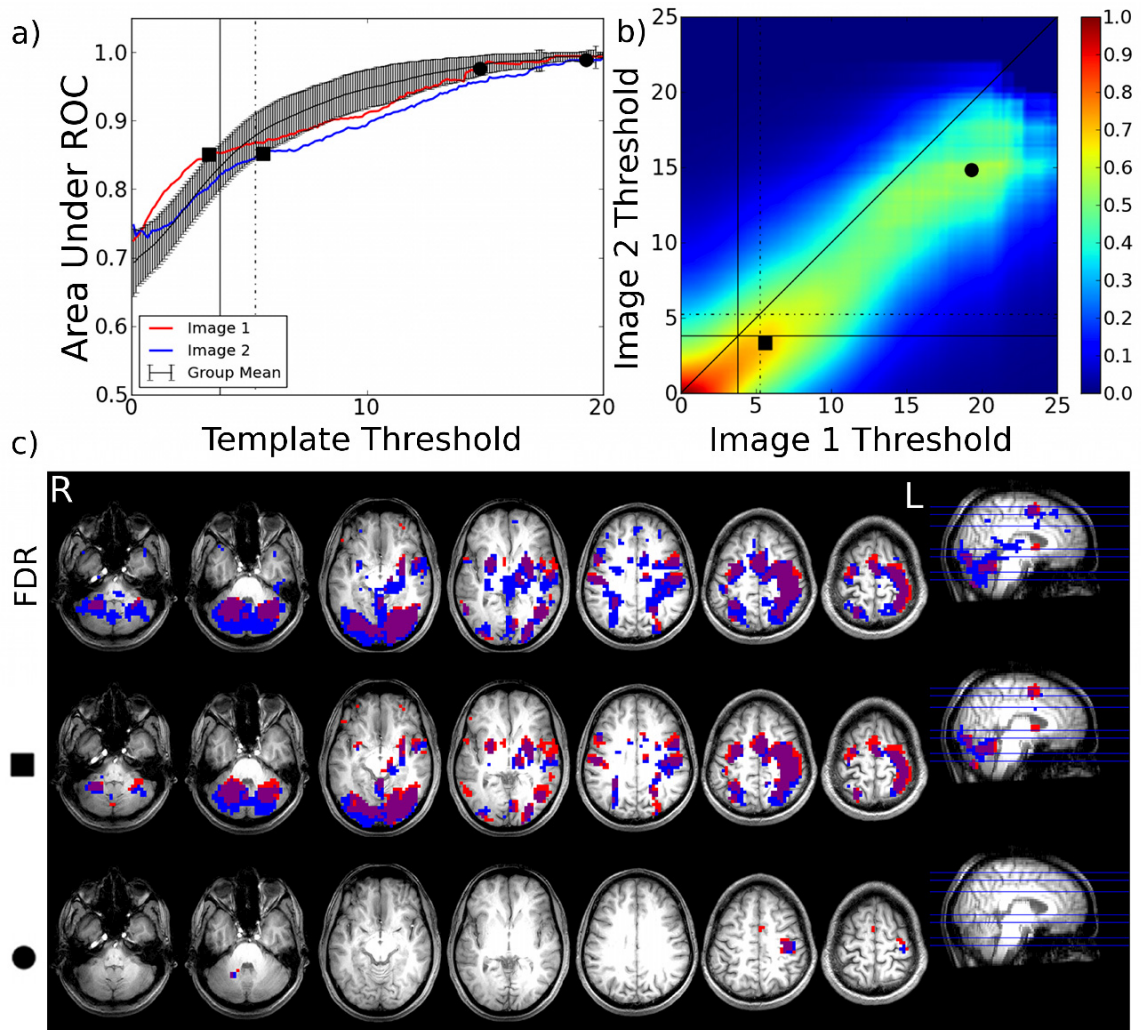 a)
1.0
0.9
0.8
0.7
0.6
0.5
Area Under ROC
Image 1
Image 2
Group Mean
0 10 20
Template Threshold
b)
25
20
15
10
5
0
Image 2 Threshold
0 5 10 15 20 25
Image 1 Threshold
1.0
0.9
0.8
0.7
0.6
0.5
0.4
0.3
0.2
0.1
0.0
c)
R
L
FDR